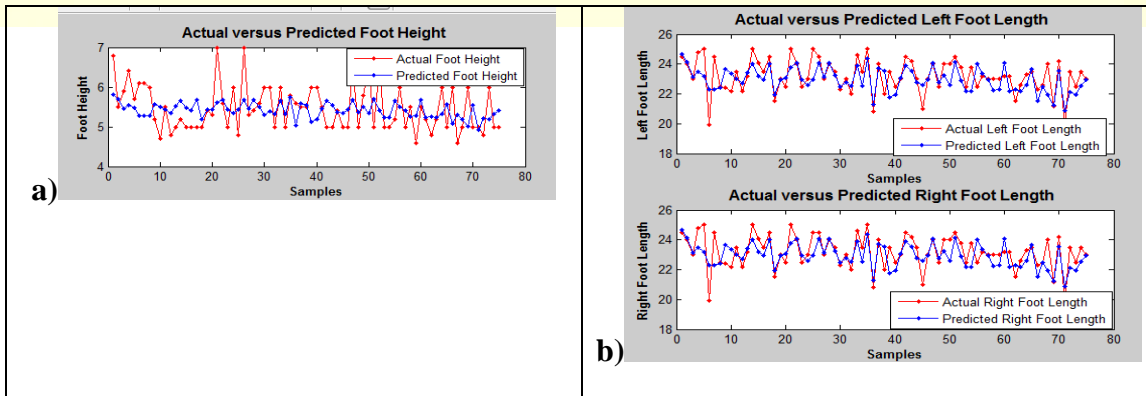 Actual versus Predicted Foot Height
7
6
5
4
Foot Height
Actual Foot Height
Predicted Foot Height
0 10 20 30 40 50 60 70 80
Samples
a)
Actual versus Predicted Left Foot Length
26
24
22
20
18
Left Foot Length
Actual Left Foot Length
Predicted Left Foot Length
0 10 20 30 40 50 60 70 80
Samples
Actual versus Predicted Right Foot Length
26
24
22
20
18
Right Foot Length
Actual Right Foot Length
Predicted Right Foot Length
0 10 20 30 40 50 60 70 80
Samples
b)